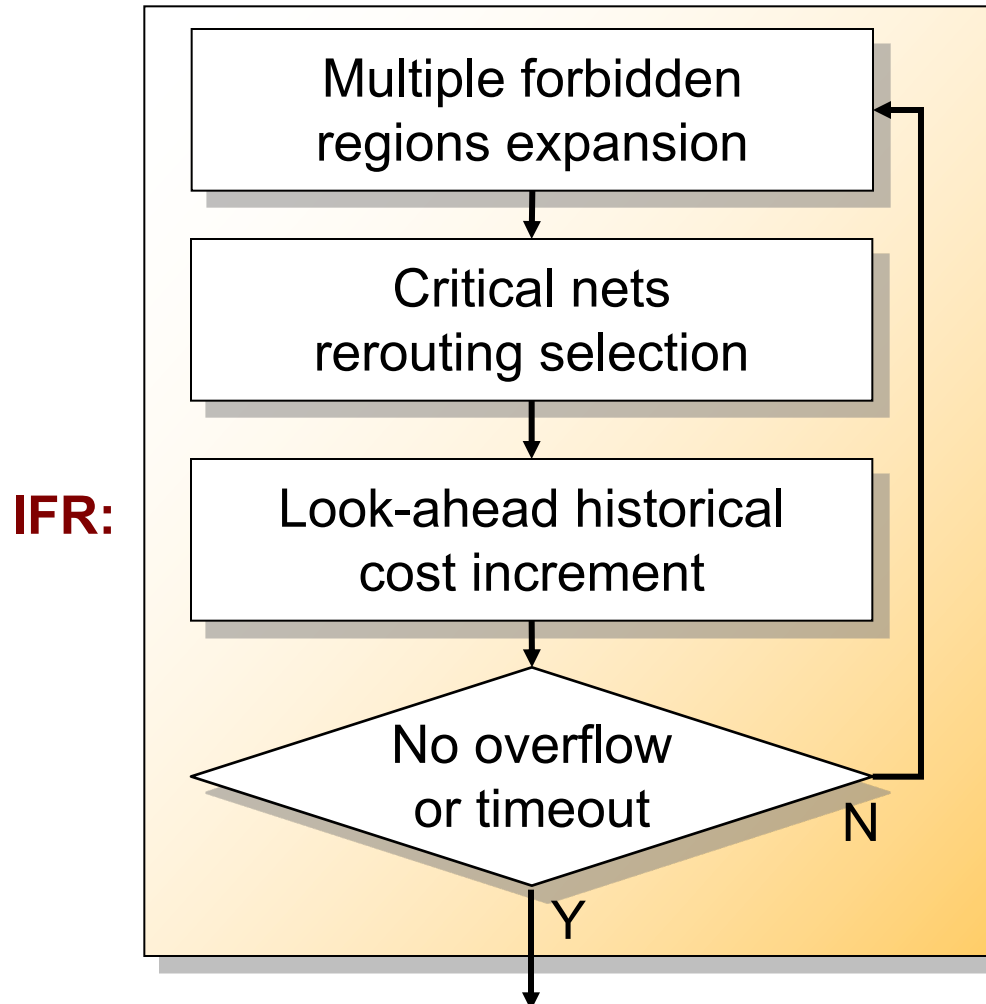 Multiple forbidden
regions expansion
Critical nets
rerouting selection
IFR:
Look-ahead historical
cost increment
No overflow
or timeout
N
Y